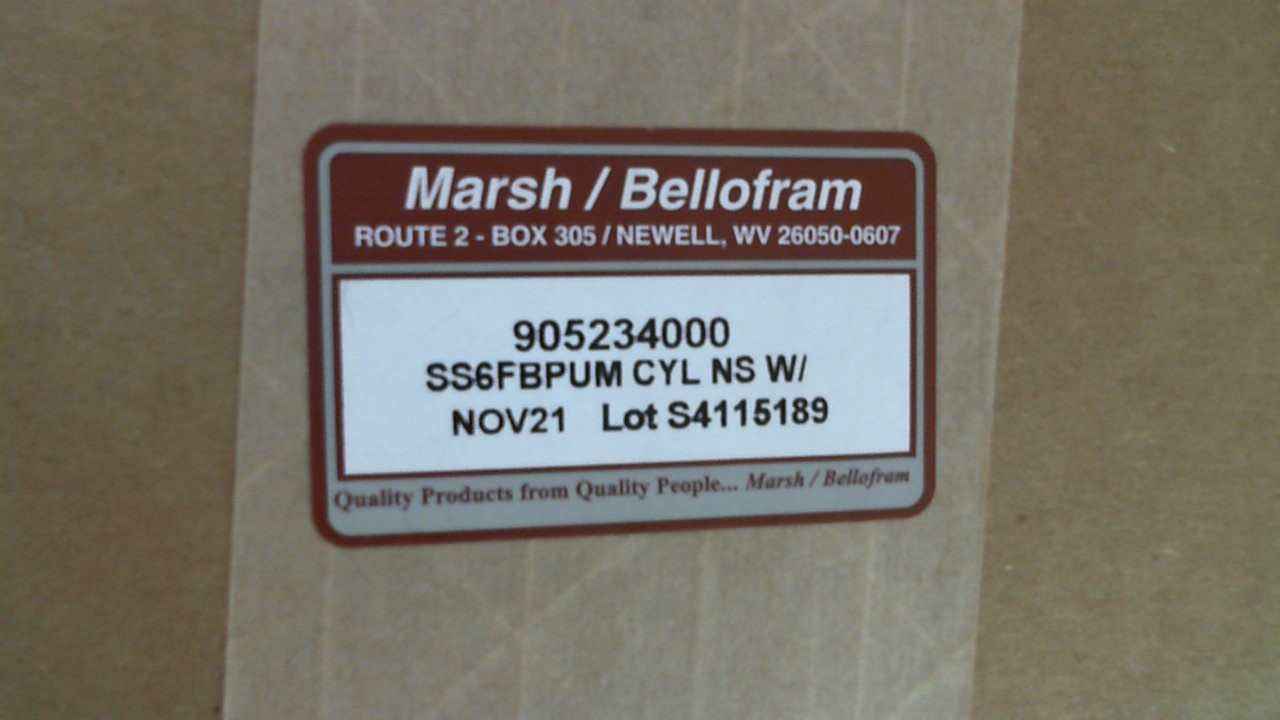 Marsh / Bellofram
ROUTE 2 - BOX 305 / NEWELL, WV 26050-0607
905234000
SS6FBPUM CYL NS W/
NOV21 Lot S4115189
Quality Products from Quality People... Marsh / Bellofram